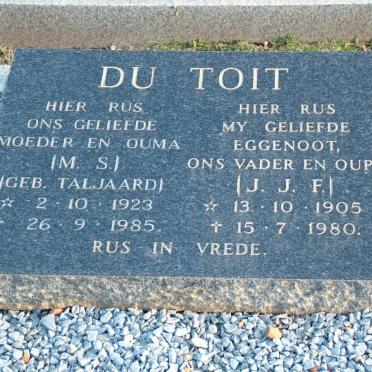 DU TOIT
HIER RUS
ONS GELIEFDE
MOEDER EN OUMA
(M. S.)
(GEB. TALJAARD)
☆ 2 · 10 · 1923
† 26 · 9 · 1985.
HIER RUS
MY GELIEFDE
EGGENOOT,
ONS VADER EN OUP
(J. J. F.)
☆ 13 · 10 · 1905
† 15 · 7 · 1980.
RUS IN VREDE.